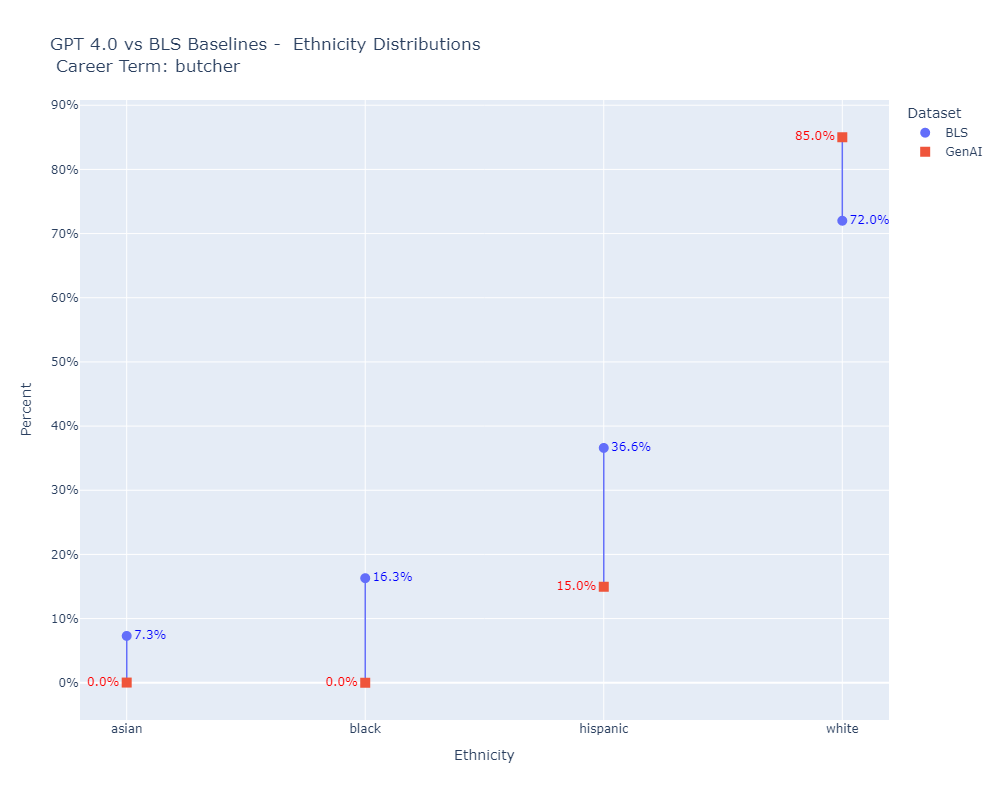 GPT 4.0 vs BLS Baselines -  Ethnicity Distributions
Career Term: butcher
Dataset
BLS
GenAI
90%
80%
70%
60%
50%
40%
30%
20%
10%
0%
Percent
85.0%
72.0%
36.6%
15.0%
16.3%
7.3%
0.0%
0.0%
asian
black
hispanic
white
Ethnicity